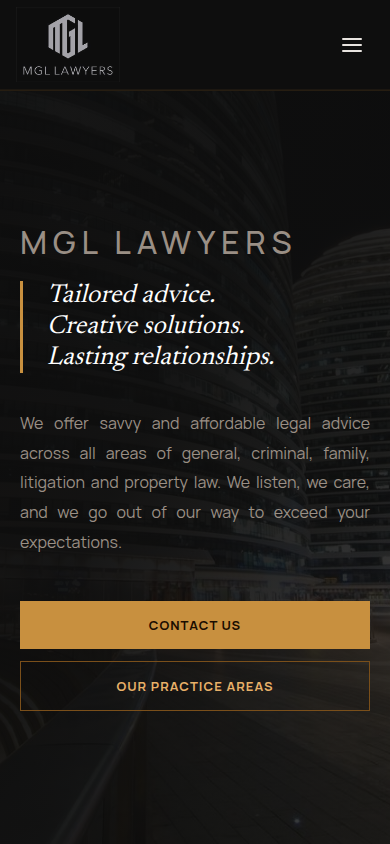 MGL
MGL LAWYERS
MGL LAWYERS
Tailored advice.
Creative solutions.
Lasting relationships.
We offer savvy and affordable legal advice
across all areas of general, criminal, family,
litigation and property law. We listen, we care,
and we go out of our way to exceed your
expectations.
CONTACT US
OUR PRACTICE AREAS